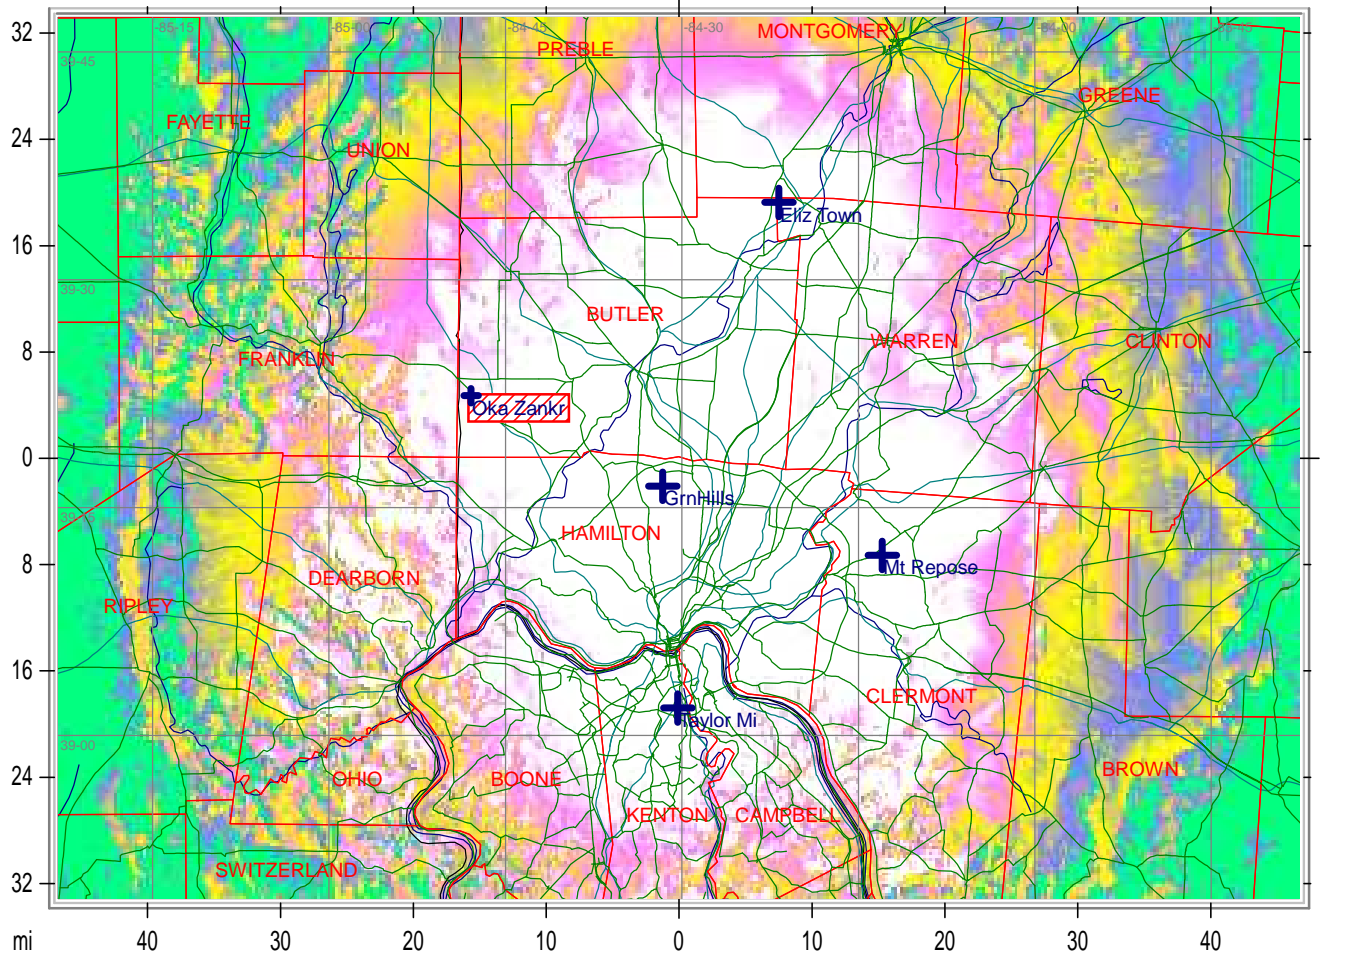 -85-15
-85-00
-84-45
-84-30
-84-00
32
PREBLE
MONTGOMERY
39-45
GREENE
24
FAYETTE
UNION
Eliz Town
16
39-30
BUTLER
WARREN
CLINTON
8
FRANKLIN
Oka Zankr
0
GrnHills
HAMILTON
8
Mt Repose
DEARBORN
RIPLEY
16
CLERMONT
Taylor Mi
39-00
24
OHIO
BOONE
BROWN
KENTON
CAMPBELL
SWITZERLAND
32
mi
40
30
20
10
0
10
20
30
40